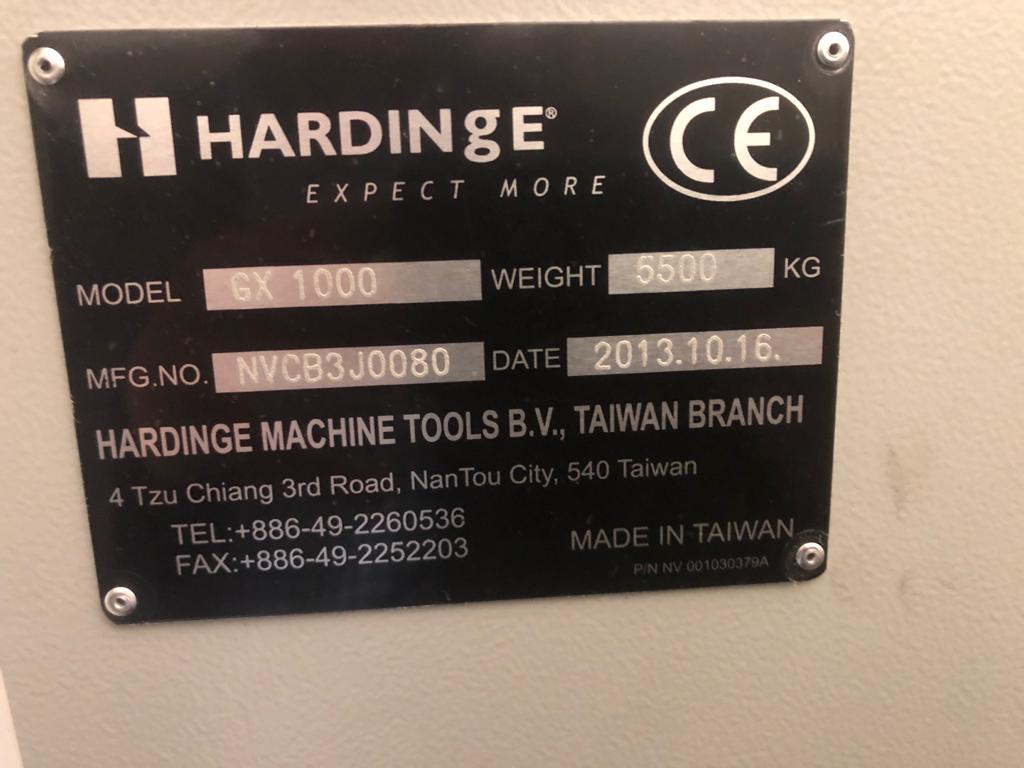 HARDINgE®
EXPECT MORE
CE
MODEL GX 1000 WEIGHT 5500 KG
MFG.NO. NVCB3J0080 DATE 2013.10.16.
HARDINGE MACHINE TOOLS B.V., TAIWAN BRANCH
4 Tzu Chiang 3rd Road, NanTou City, 540 Taiwan
TEL:+886-49-2260536
FAX:+886-49-2252203
MADE IN TAIWAN
P/N NV 001030379A